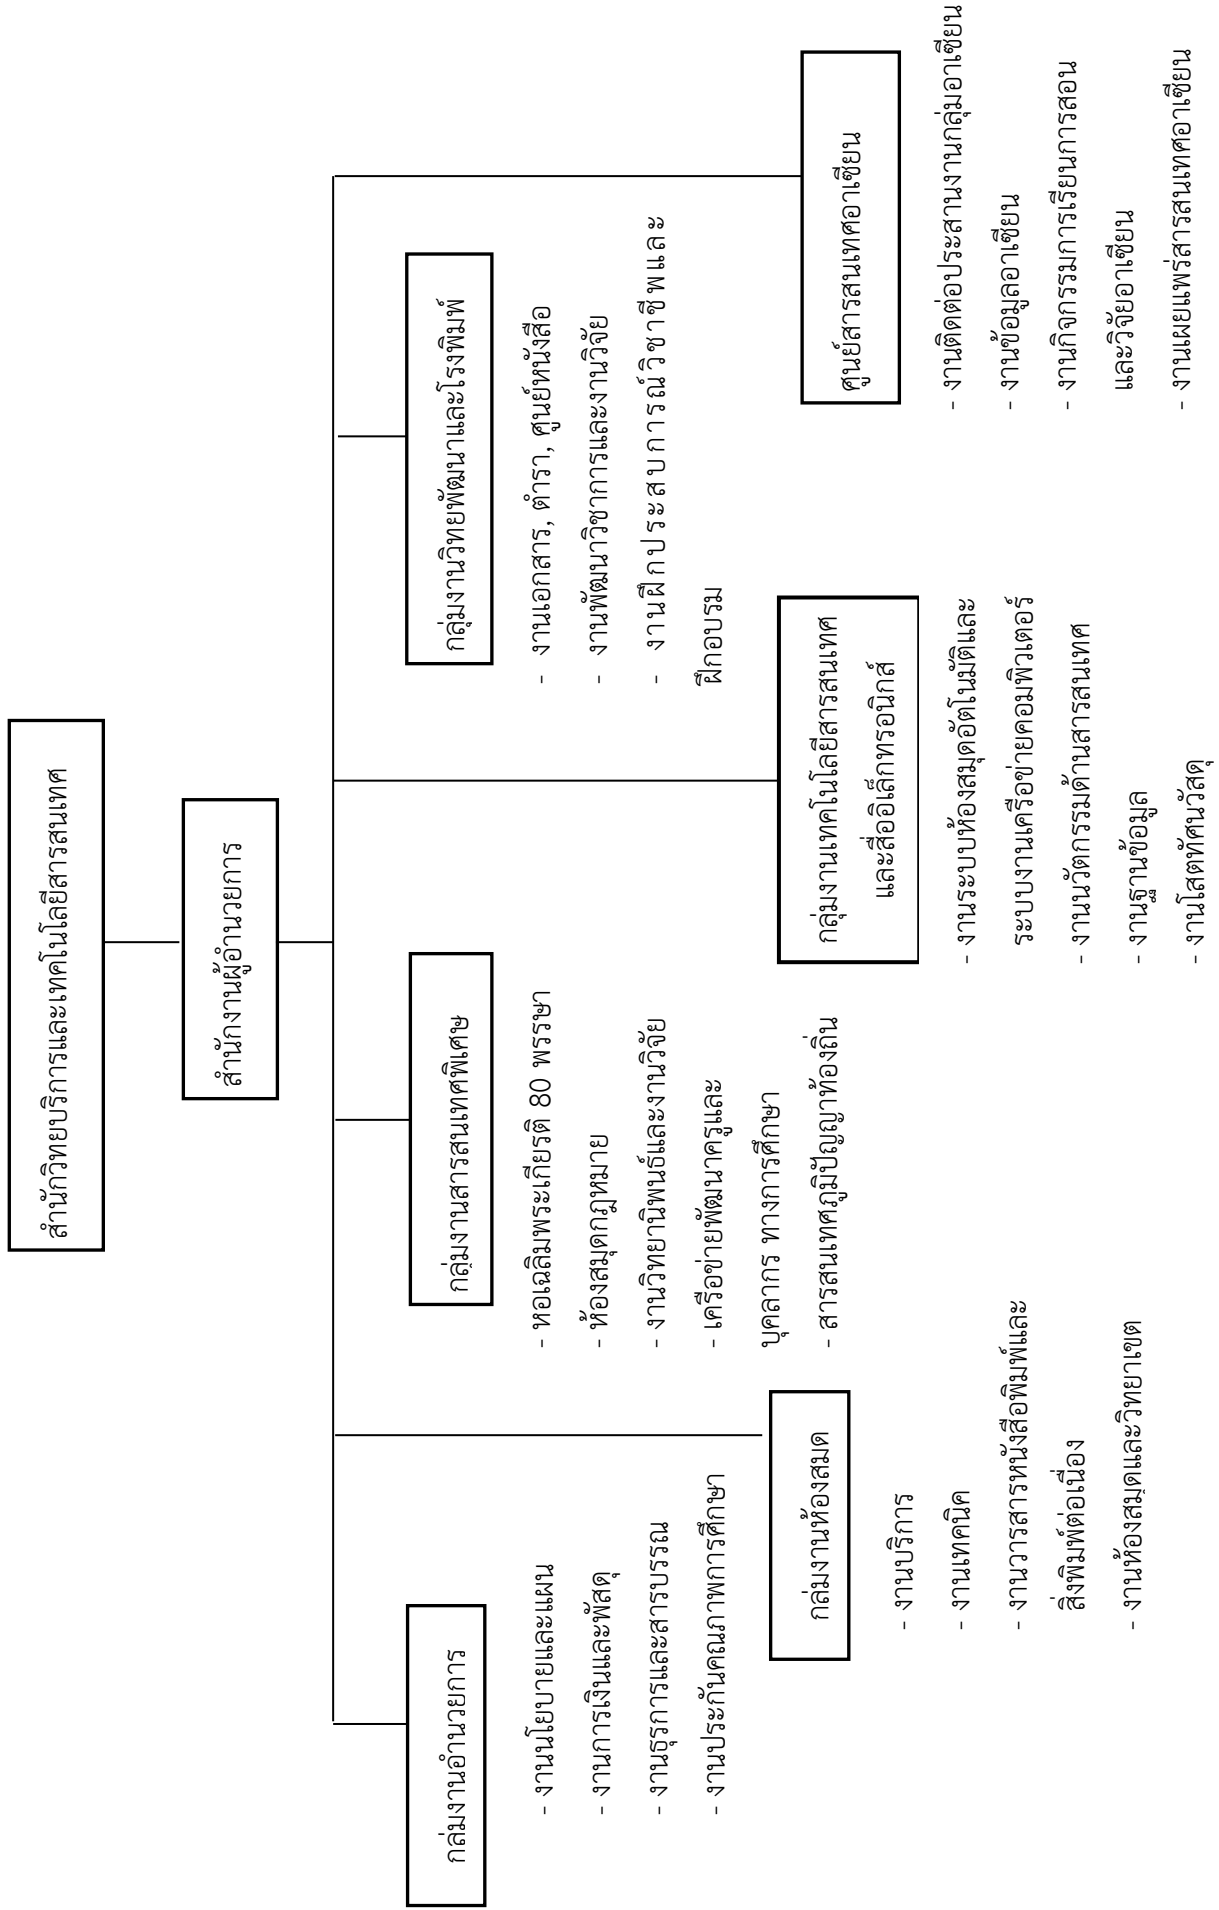 สำนักวิทยบริการและเทคโนโลยีสารสนเทศ
สำนักงานผู้อำนวยการ
กลุ่มงานอำนวยการ
- งานนโยบายและแผน
- งานการเงินและพัสดุ
- งานธุรการและสารบรรณ
- งานประกันคุณภาพการศึกษา
กลุ่มงานห้องสมุด
- งานบริการ
- งานเทคนิค
- งานวารสารหนังสือพิมพ์และ
สิ่งพิมพ์ต่อเนื่อง
- งานห้องสมุดและวิทยาเขต
กลุ่มงานสารสนเทศพิเศษ
- หอเฉลิมพระเกียรติ 80 พรรษา
- ห้องสมุดกฎหมาย
- งานวิทยานิพนธ์และงานวิจัย
- เครือข่ายพัฒนาครูและ
บุคลากร ทางการศึกษา
- สารสนเทศภูมิปัญญาท้องถิ่น
กลุ่มงานเทคโนโลยีสารสนเทศ
และสื่ออิเล็กทรอนิกส์
- งานระบบห้องสมุดอัตโนมัติและ
ระบบงานเครือข่ายคอมพิวเตอร์
- งานนวัตกรรมด้านสารสนเทศ
- งานฐานข้อมูล
- งานโสตทัศนวัสดุ
กลุ่มงานวิทยพัฒนาและโรงพิมพ์
- งานเอกสาร, ตำรา, ศูนย์หนังสือ
- งานพัฒนาวิชาการและงานวิจัย
- งานฝึกประสบการณ์วิชาชีพและ
ฝึกอบรม
ศูนย์สารสนเทศอาเซียน
- งานติดต่อประสานงานกลุ่มอาเซียน
- งานข้อมูลอาเซียน
- งานกิจกรรมการเรียนการสอน
และวิจัยอาเซียน
- งานเผยแพร่สารสนเทศอาเซียน